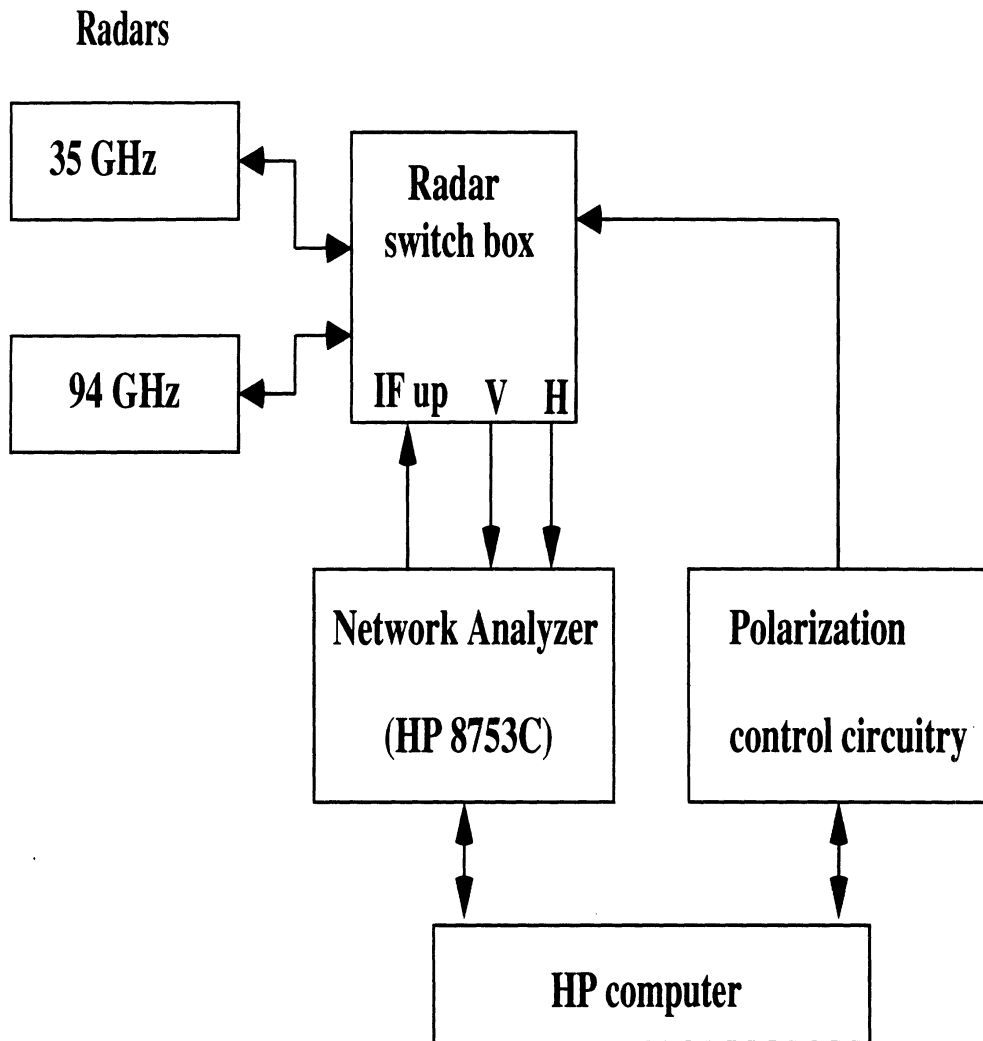 Radars
35 GHz
Radar
switch box
94 GHz
IF up V H
Network Analyzer
(HP 8753C)
Polarization
control circuitry
HP computer